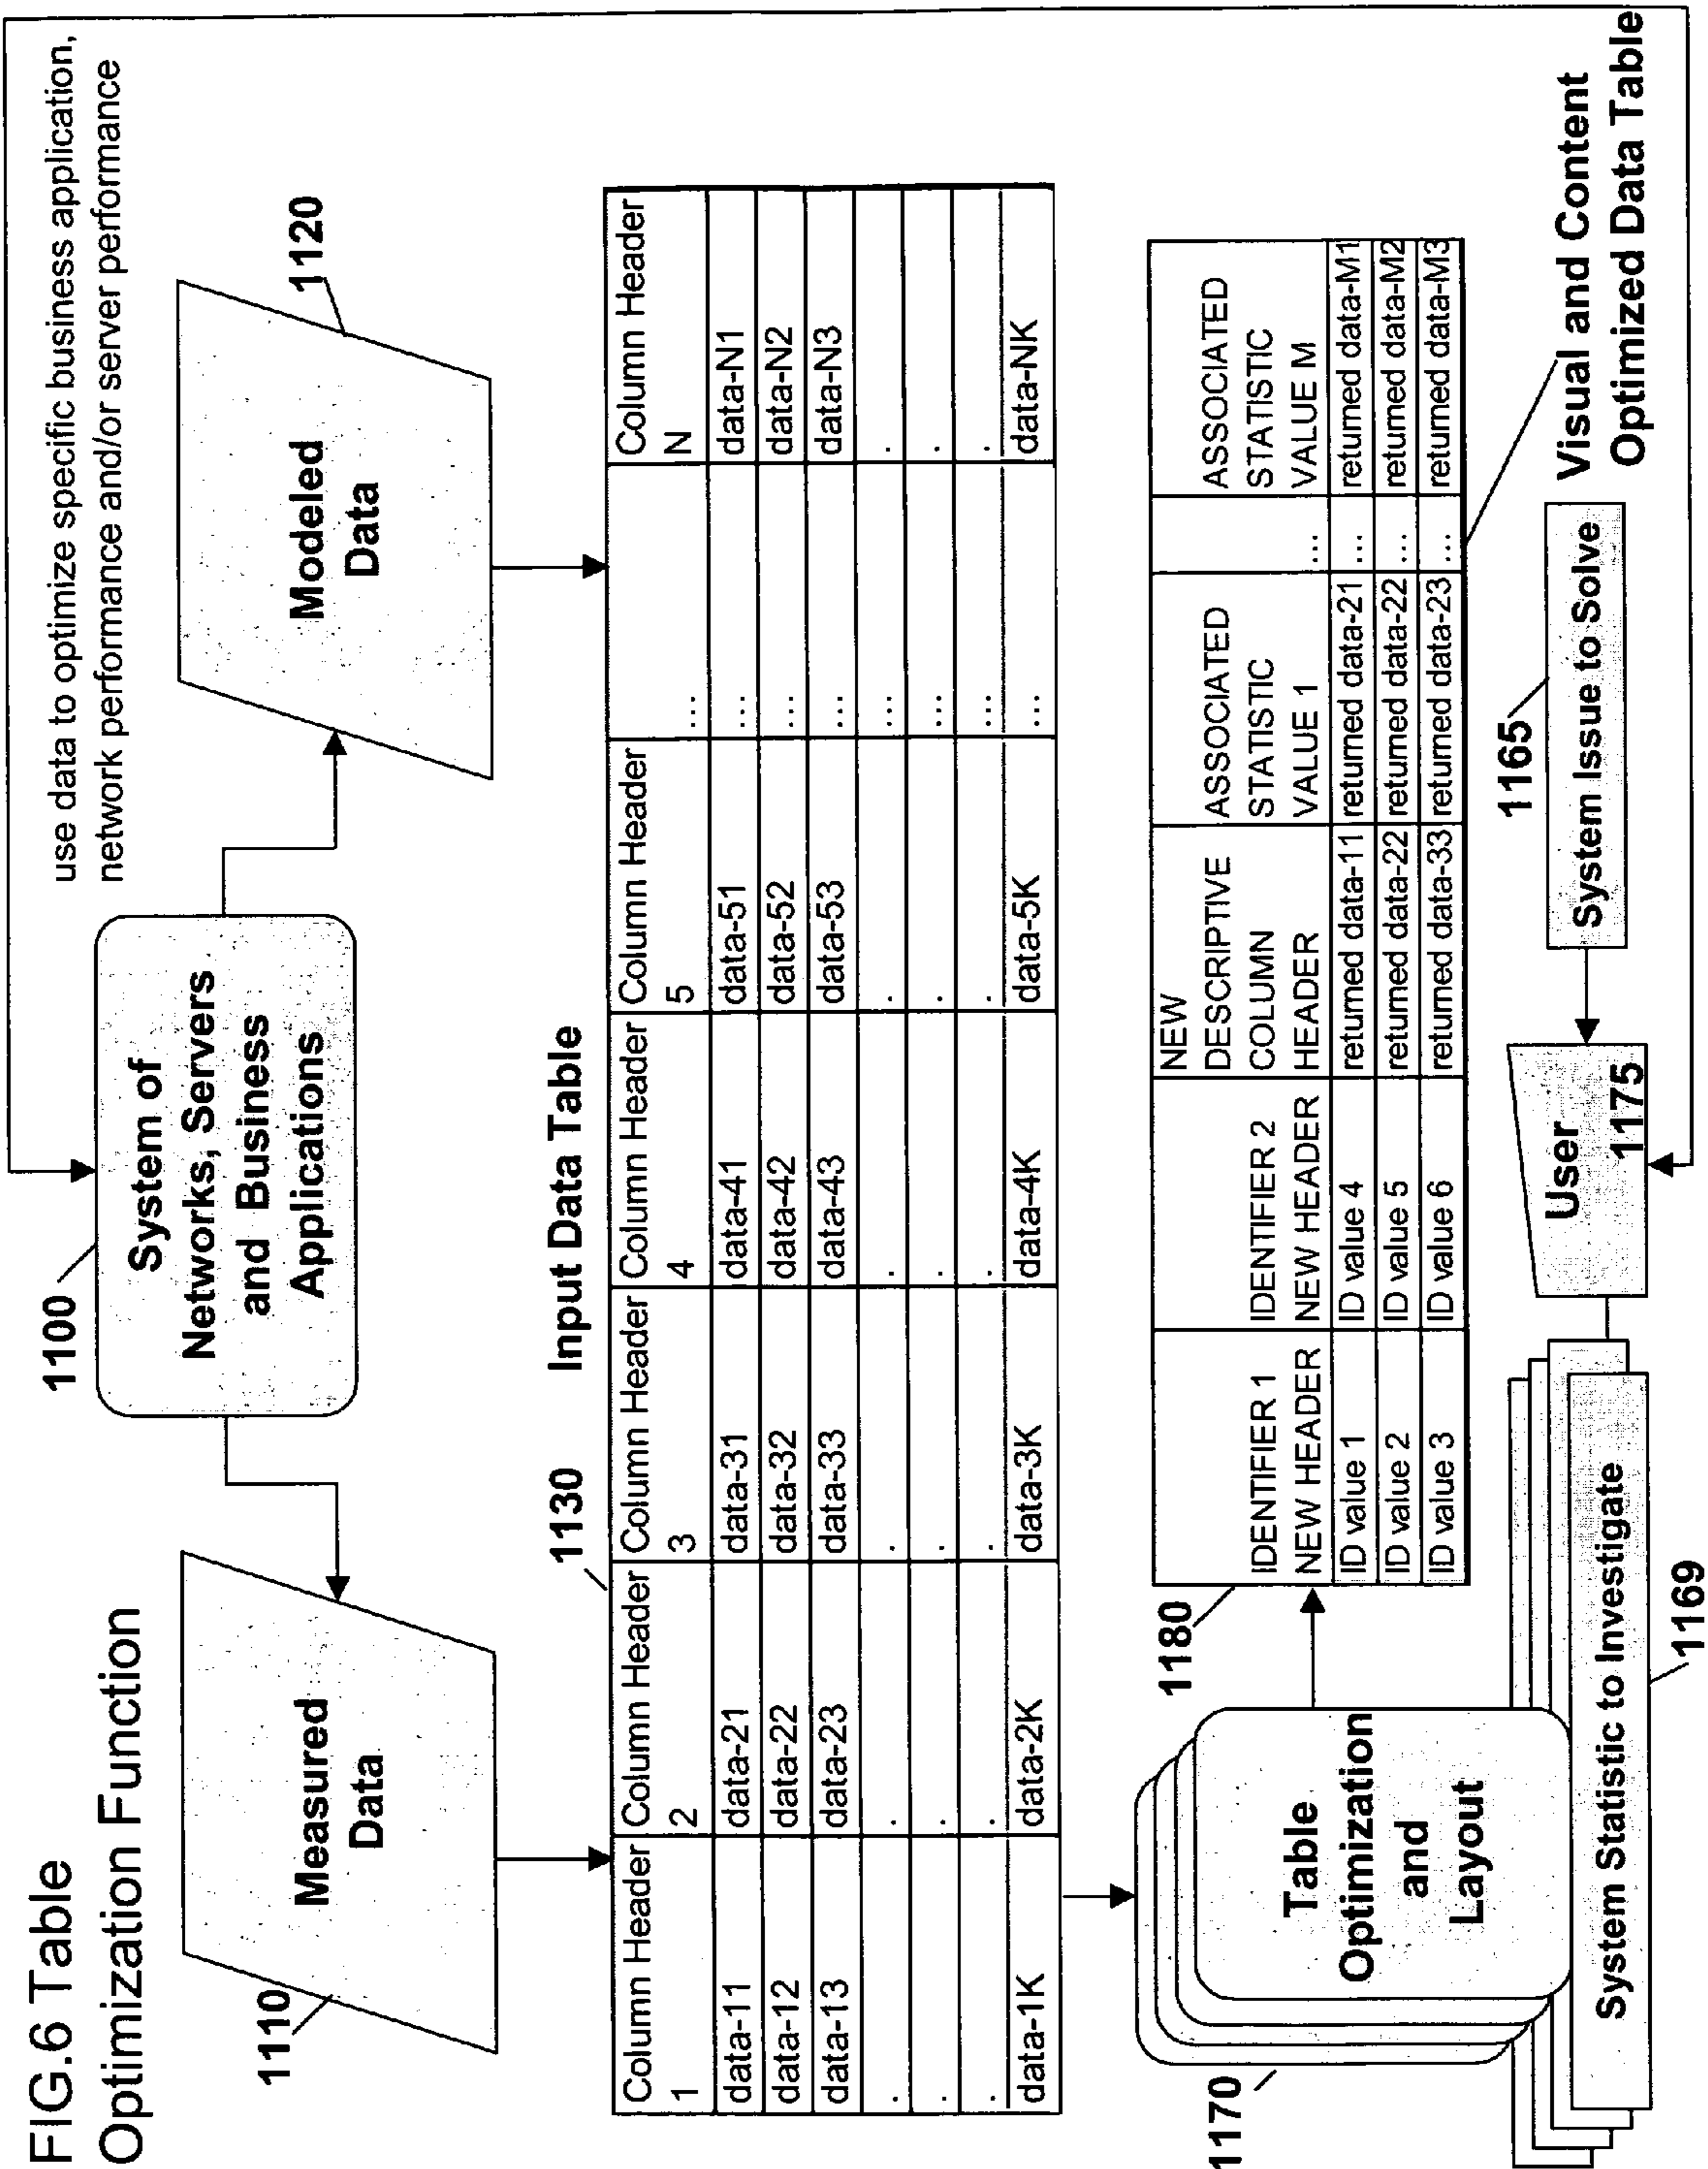 FIG.6 Table
Optimization Function
use data to optimize specific business application,
network performance and/or server performance
1100
System of
Networks, Servers
and Business
Applications
1110
Measured
Data
1120
Modeled
Data
1130
Input Data Table
Column Header 1 Column Header 2 Column Header 3 Column Header 4 Column Header 5 ... Column Header N
data-11 data-21 data-31 data-41 data-51 ... data-N1
data-12 data-22 data-32 data-42 data-52 ... data-N2
data-13 data-23 data-33 data-43 data-53 ... data-N3
. . . . . ... .
. . . . . ... .
. . . . . ... .
data-1K data-2K data-3K data-4K data-5K ... data-NK
1170
Table
Optimization
and
Layout
1180
IDENTIFIER 1 NEW HEADER IDENTIFIER 2 NEW HEADER NEW DESCRIPTIVE COLUMN HEADER ASSOCIATED STATISTIC VALUE 1 ... ASSOCIATED STATISTIC VALUE M
ID value 1 ID value 4 returned data-11 returned data-21 ... returned data-M1
ID value 2 ID value 5 returned data-22 returned data-22 ... returned data-M2
ID value 3 ID value 6 returned data-33 returned data-23 ... returned data-M3
Visual and Content
Optimized Data Table
System Statistic to Investigate
1169
User
1175
1165
System Issue to Solve